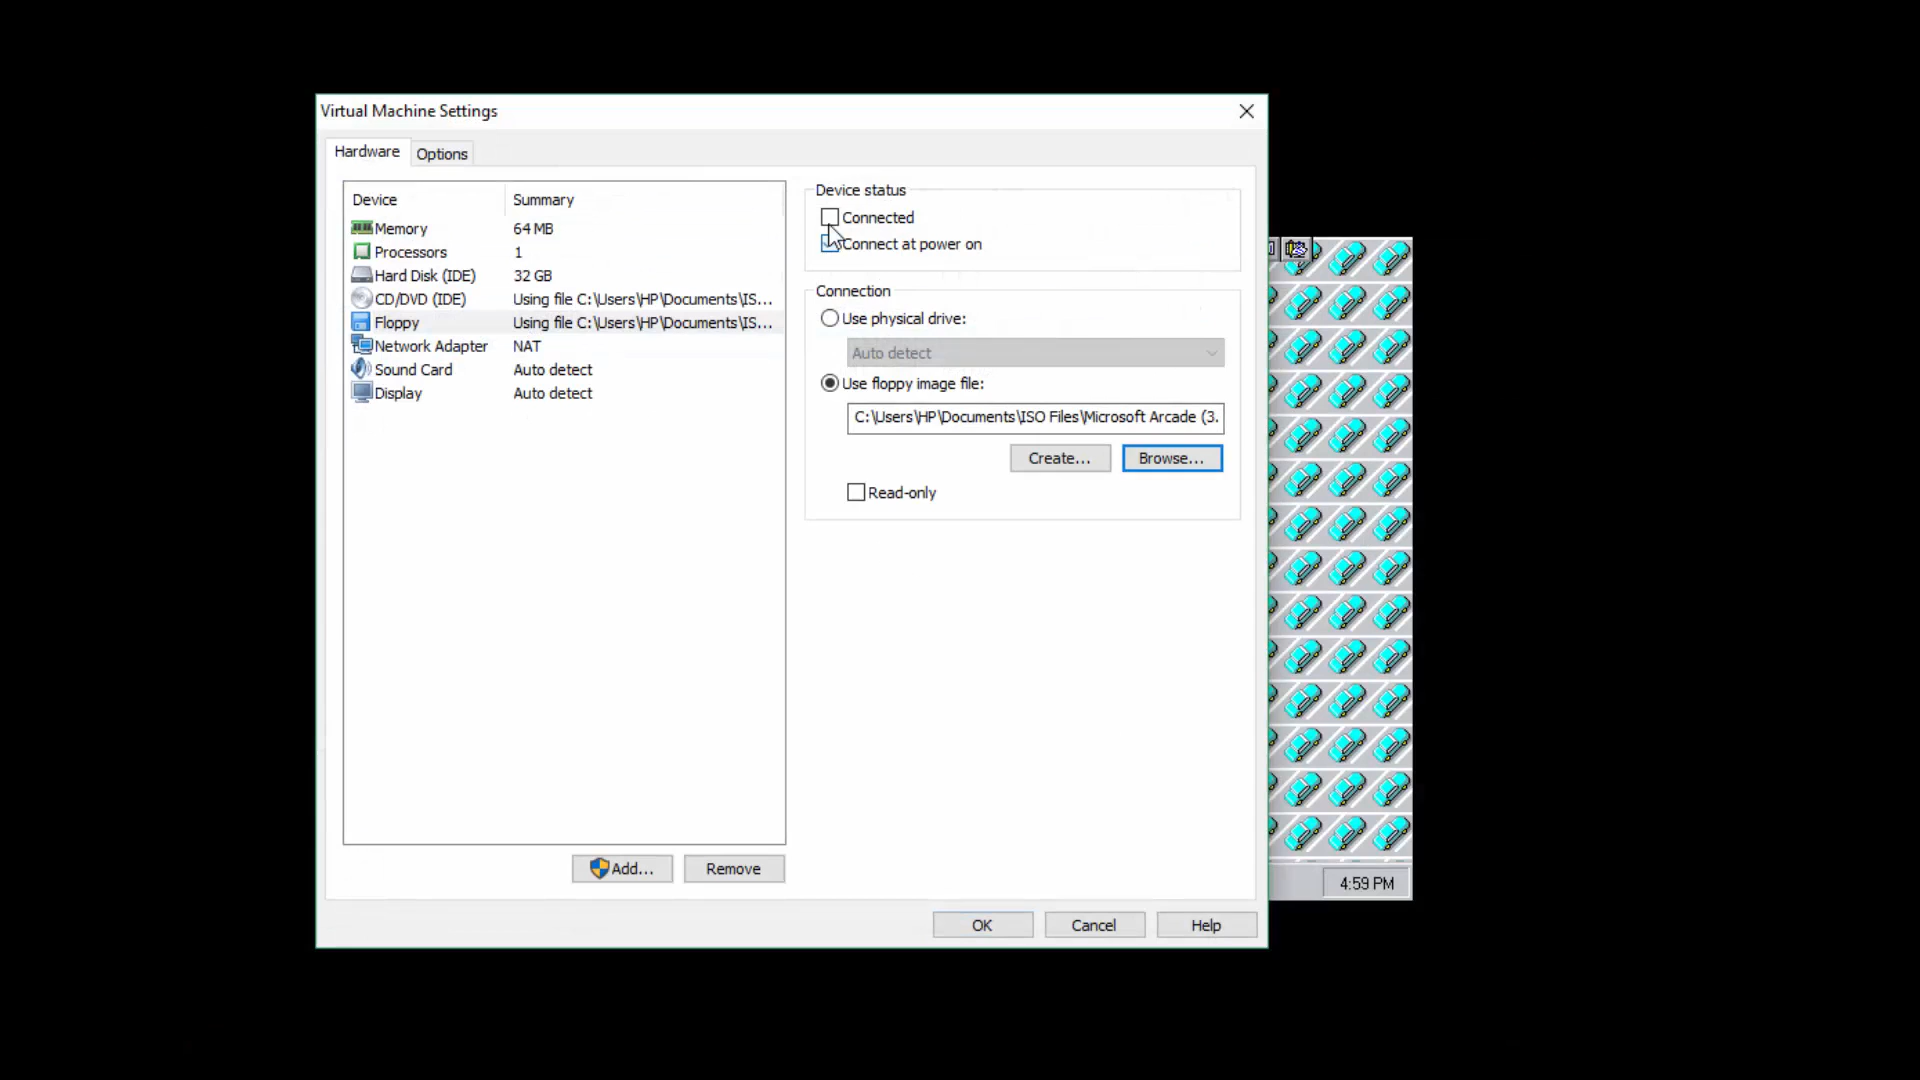 Virtual Machine Settings
Hardware Options
Device Summary
Memory 64 MB
Processors 1
Hard Disk (IDE) 32 GB
CD/DVD (IDE) Using file C:\Users\HP\Documents\IS...
Floppy Using file C:\Users\HP\Documents\IS...
Network Adapter NAT
Sound Card Auto detect
Display Auto detect
Add... Remove
Device status
Connected
Connect at power on
Connection
Use physical drive:
Auto detect
Use floppy image file:
C:\Users\HP\Documents\ISO Files\Microsoft Arcade (3.
Create... Browse...
Read-only
OK Cancel Help
4:59 PM